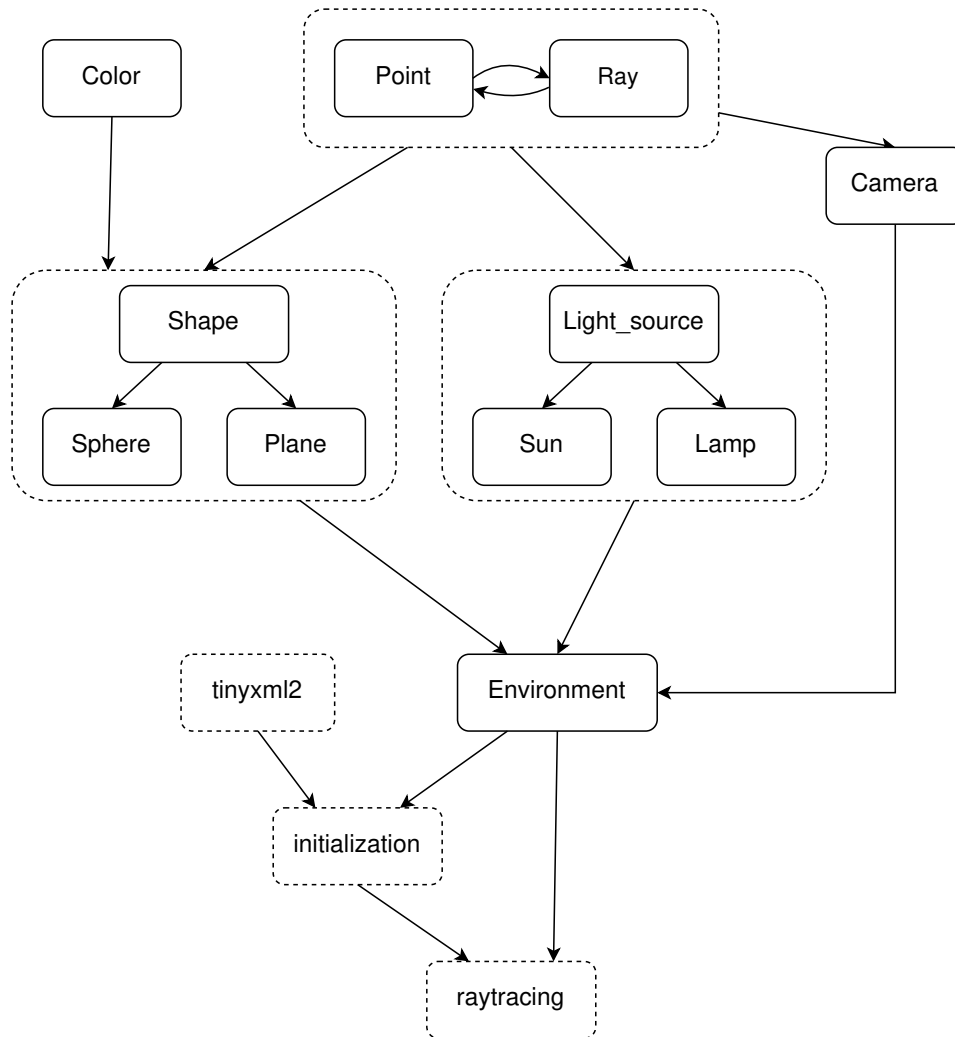 Color
Point
Ray
Camera
Shape
Light_source
Sphere
Plane
Sun
Lamp
tinyxml2
Environment
initialization
raytracing